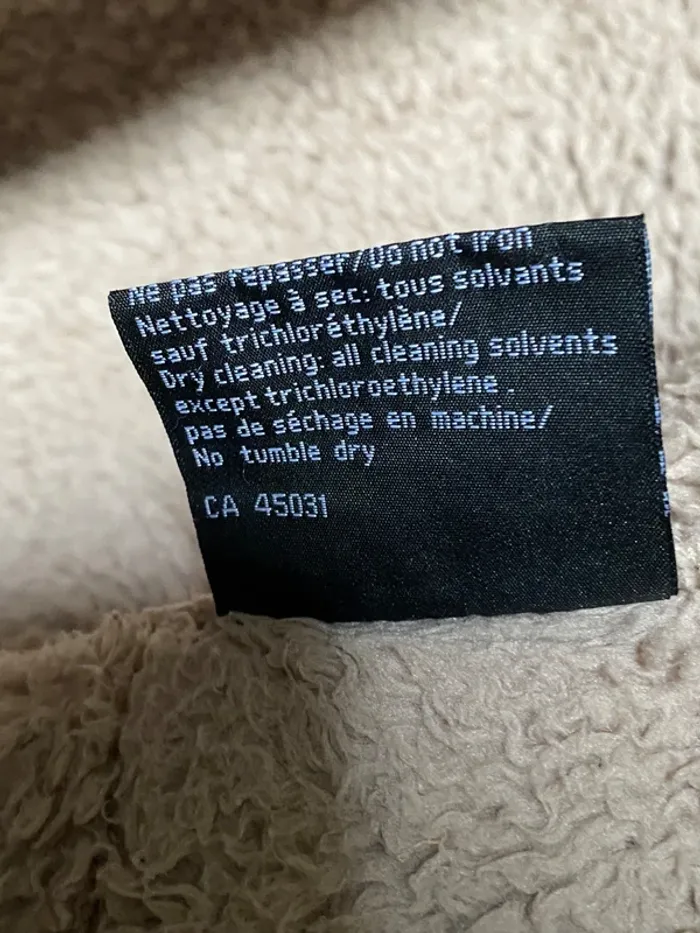 Ne pas repasser/Do not iron
Nettoyage à sec: tous solvants
sauf trichloréthylène/
Dry cleaning: all cleaning solvents
except trichloroethylene.
pas de séchage en machine/
No tumble dry
CA 45031